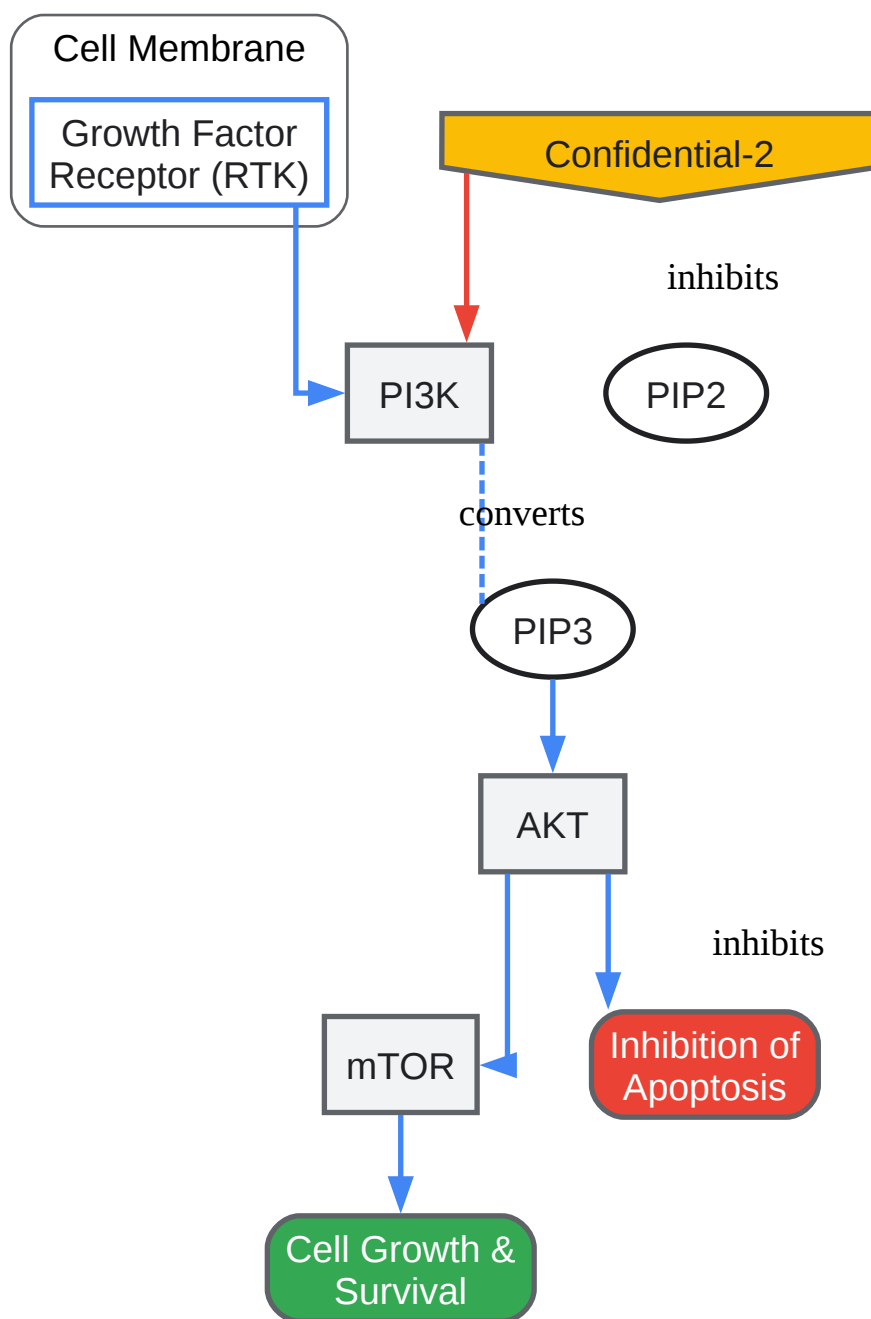 Cell Membrane
Growth Factor
Receptor (RTK)
Confidential-2
inhibits
PI3K
PIP2
converts
PIP3
AKT
inhibits
mTOR
Inhibition of
Apoptosis
Cell Growth &
Survival